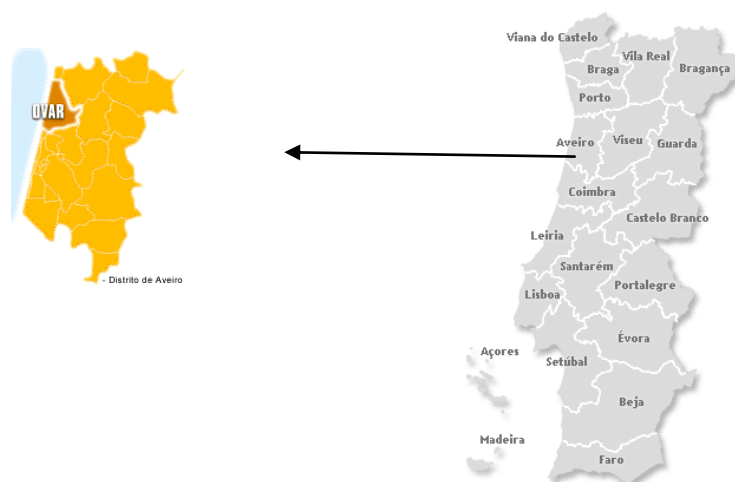 OVAR
- Distrito de Aveiro
Viana do Castelo
Vila Real
Bragança
Braga
Porto
Aveiro
Viseu
Guarda
Coimbra
Castelo Branco
Leiria
Santarém
Portalegre
Lisboa
Évora
Açores
Setúbal
Beja
Madeira
Faro